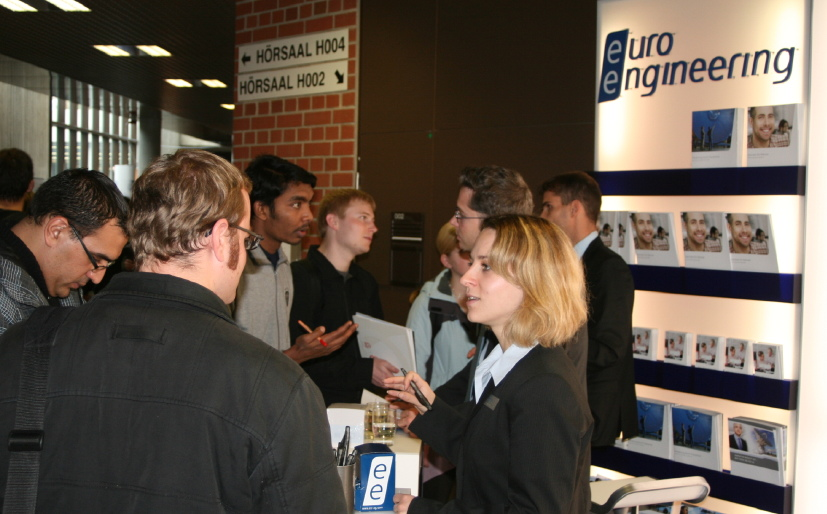 ← HÖRSAAL H004
HÖRSAAL H002 ↘
euro
engineering
ee